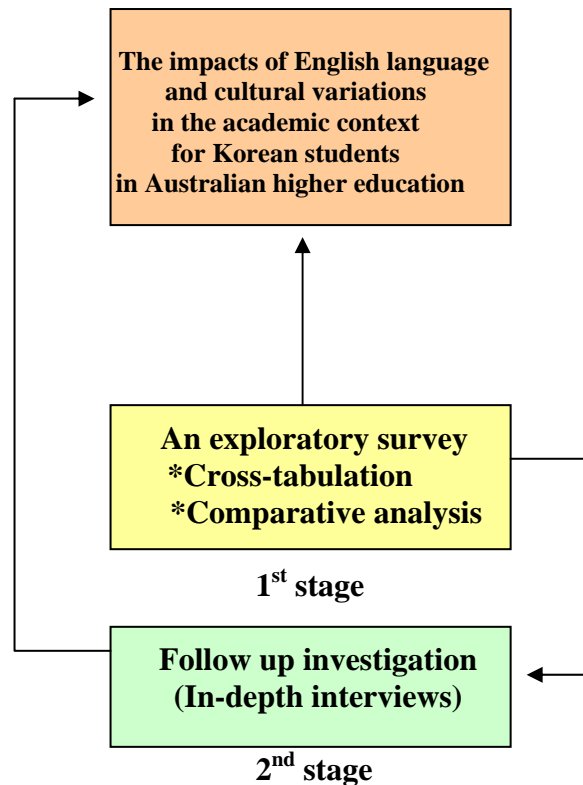 The impacts of English language
and cultural variations
in the academic context
for Korean students
in Australian higher education
An exploratory survey
*Cross-tabulation
*Comparative analysis
1st stage
Follow up investigation
(In-depth interviews)
2nd stage